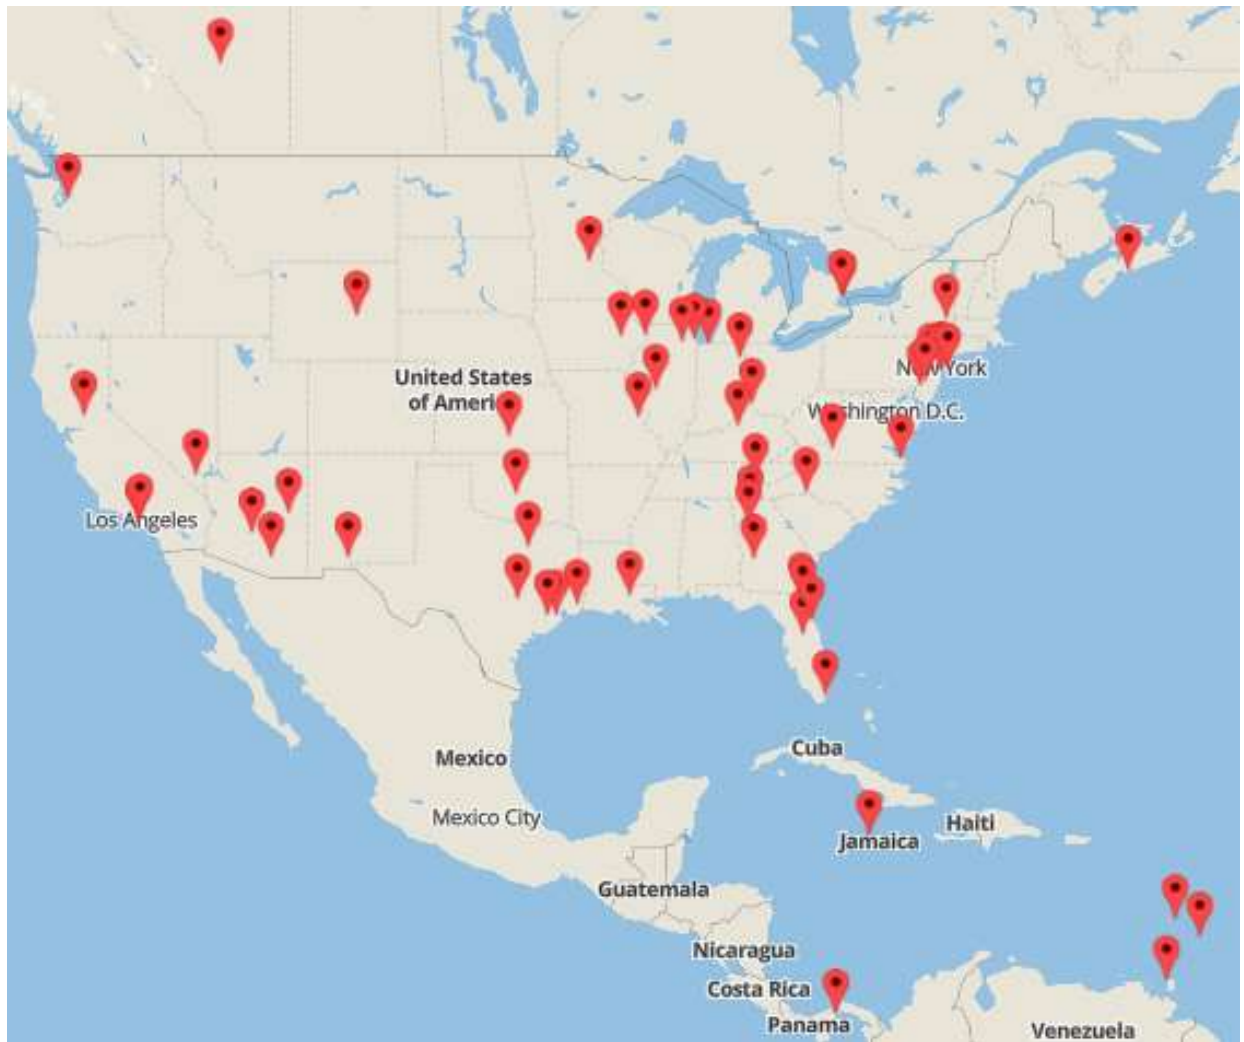 United States
of Ameri
New York
Washington D.C.
Los Angeles
Mexico
Cuba
Mexico City
Haiti
Jamaica
Guatemala
Nicaragua
Costa Rica
Panama
Venezuela